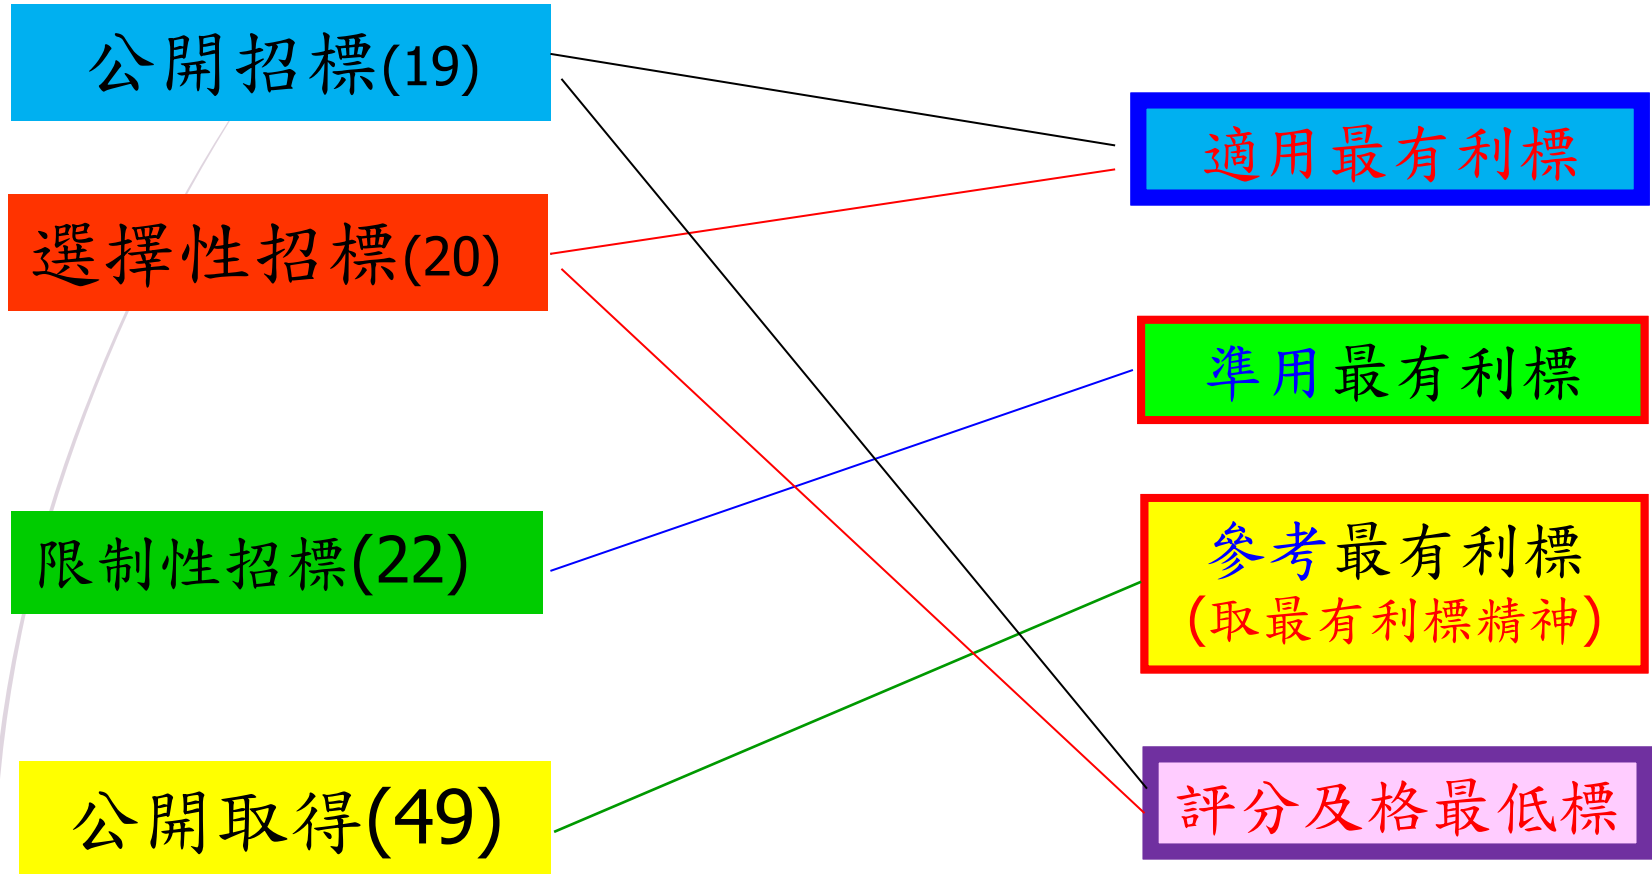 公開招標(19)
選擇性招標(20)
限制性招標(22)
公開取得(49)
適用最有利標
準用最有利標
參考最有利標
(取最有利標精神)
評分及格最低標